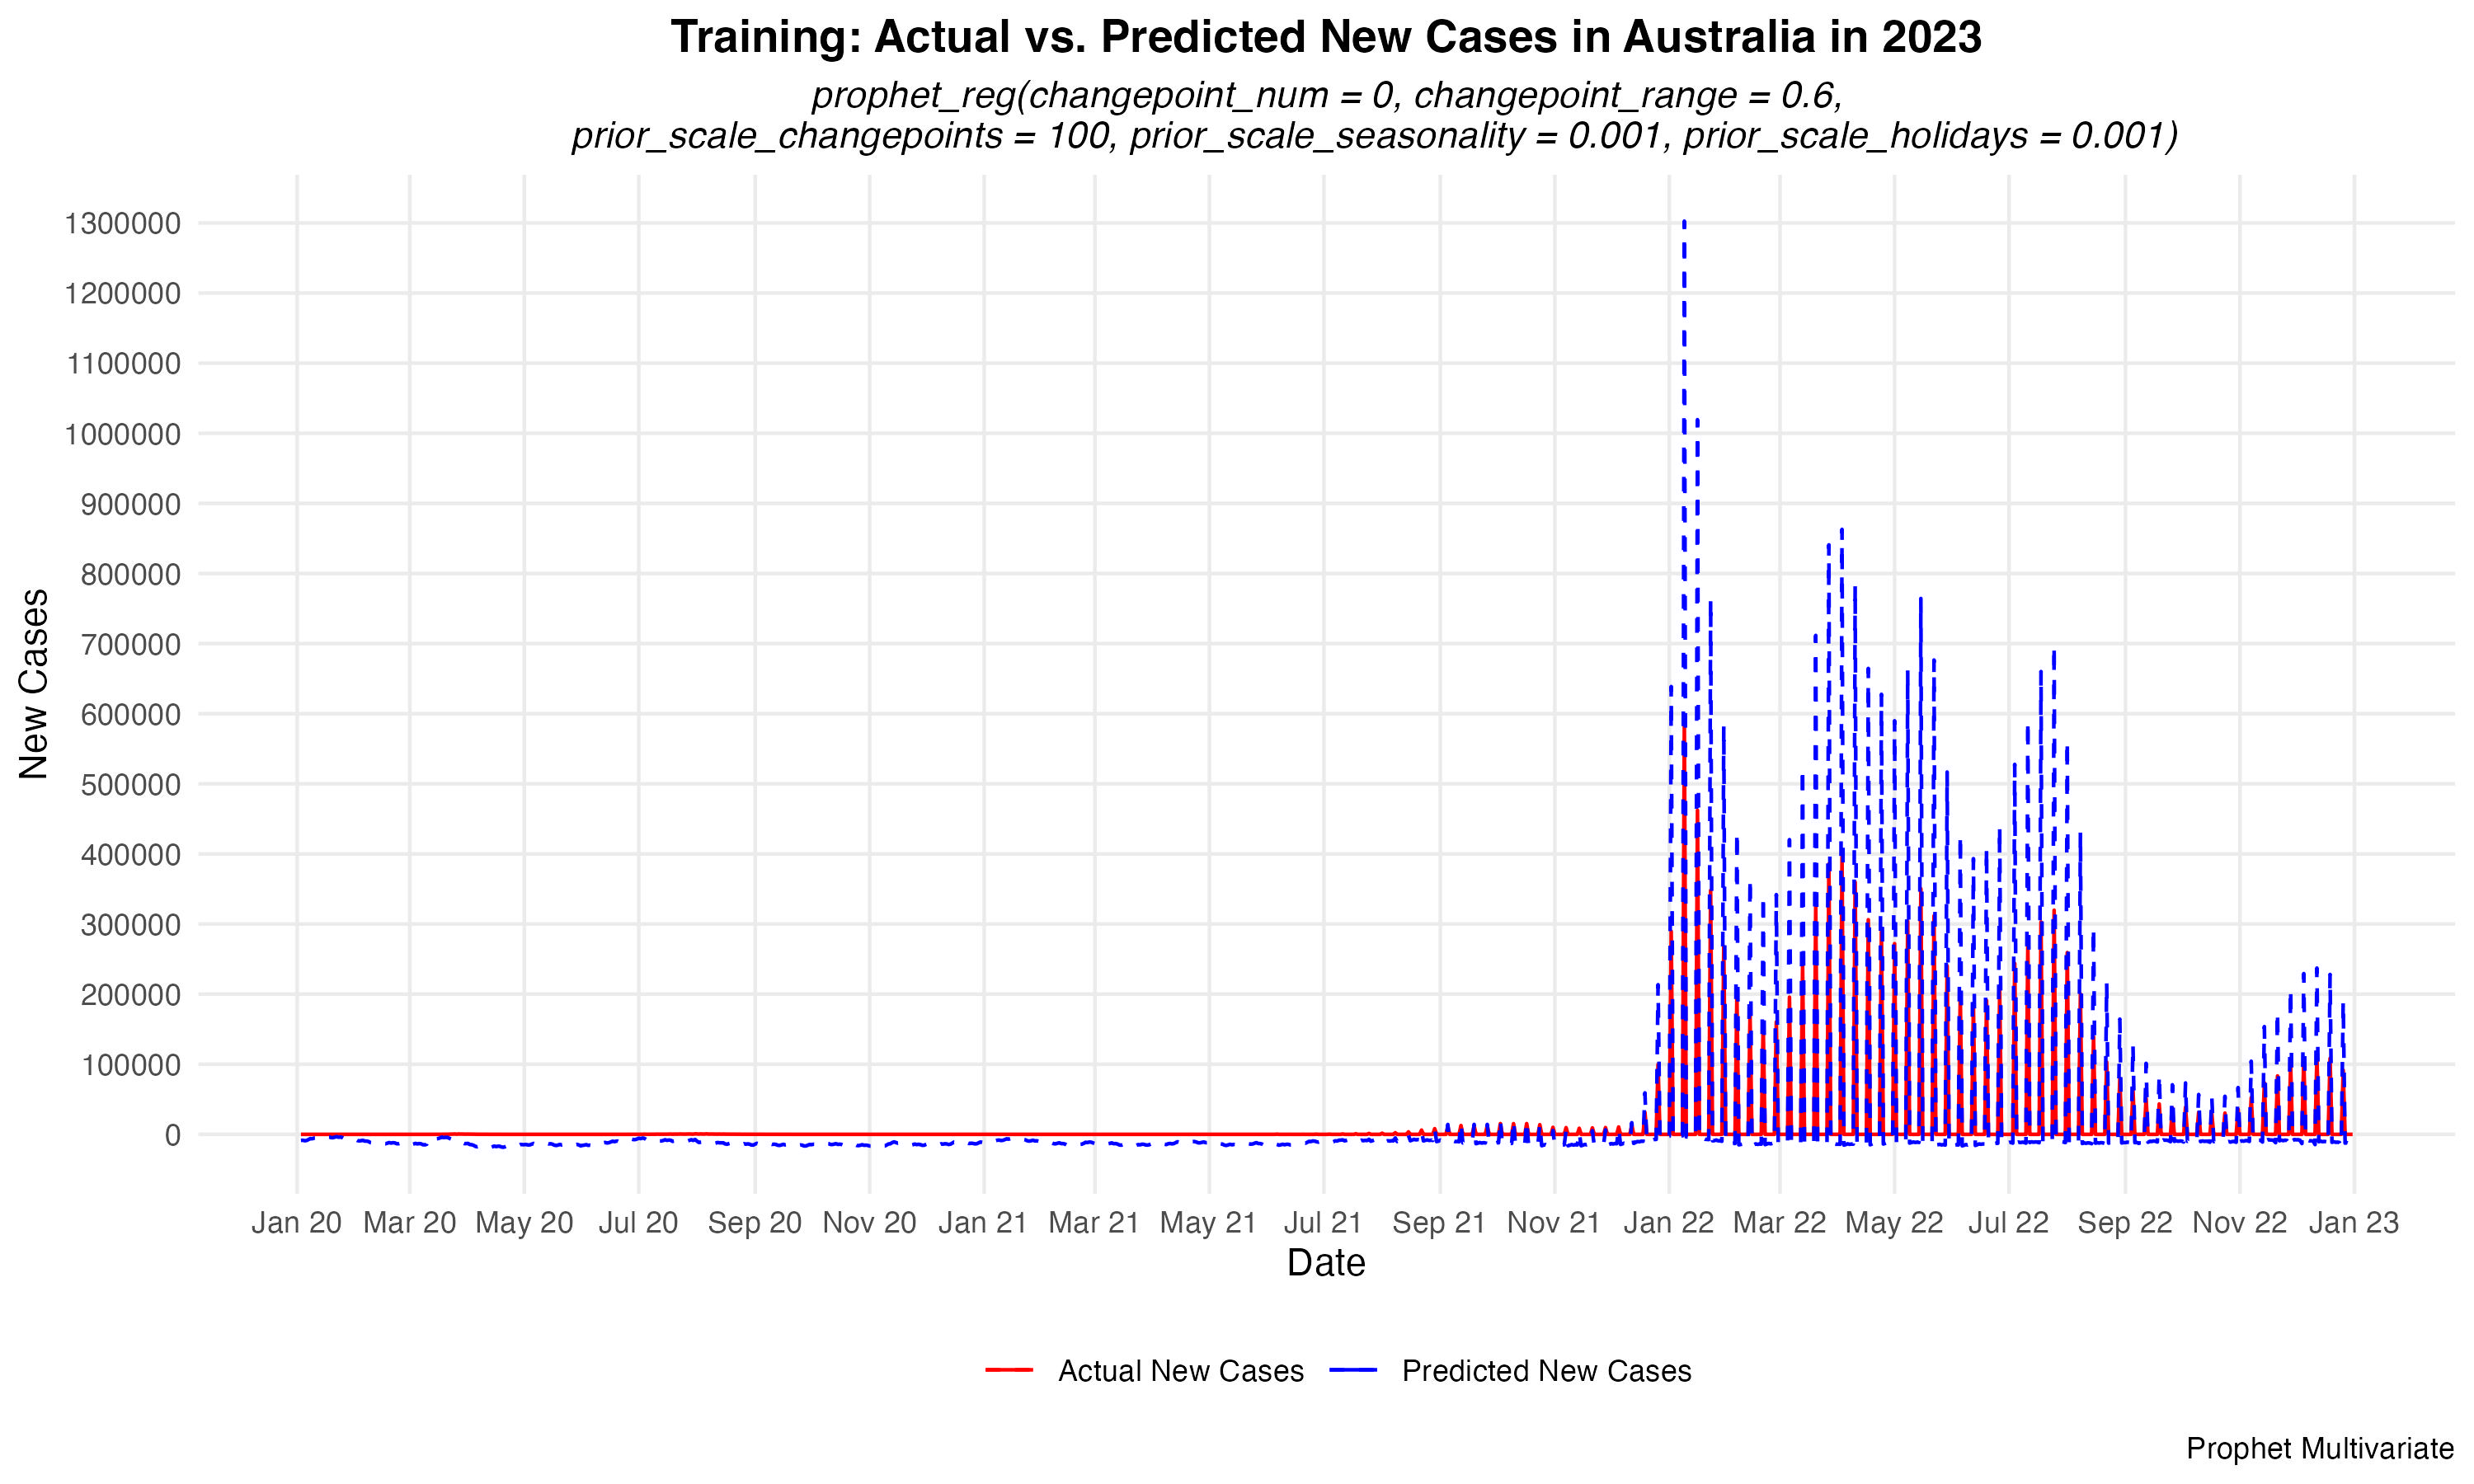 Training: Actual vs. Predicted New Cases in Australia in 2023
prophet_reg(changepoint_num = 0, changepoint_range = 0.6,
prior_scale_changepoints = 100, prior_scale_seasonality = 0.001, prior_scale_holidays = 0.001)
New Cases
1300000
1200000
1100000
1000000
900000
800000
700000
600000
500000
400000
300000
200000
100000
0
Jan 20 Mar 20 May 20 Jul 20 Sep 20 Nov 20 Jan 21 Mar 21 May 21 Jul 21 Sep 21 Nov 21 Jan 22 Mar 22 May 22 Jul 22 Sep 22 Nov 22 Jan 23
Date
Actual New Cases Predicted New Cases
Prophet Multivariate